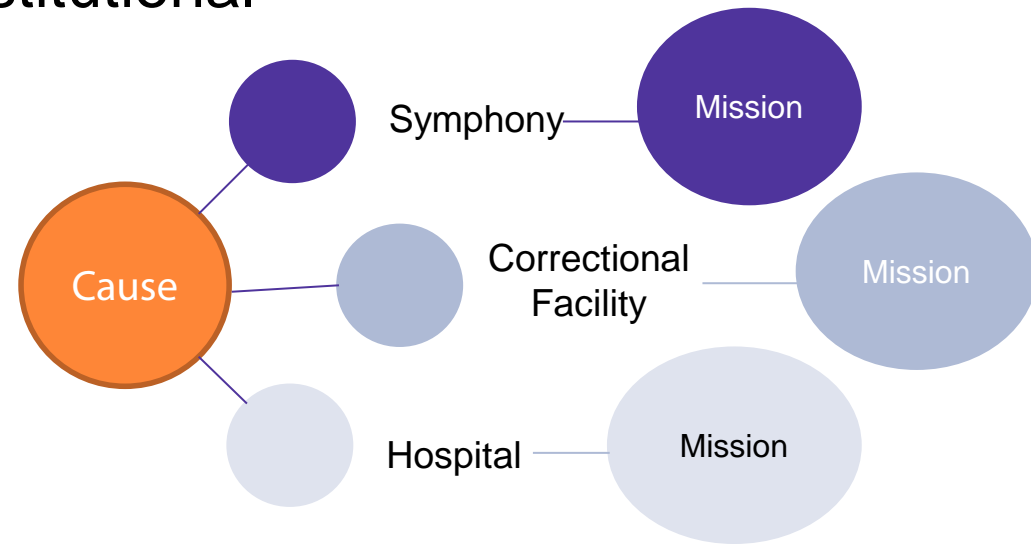 Symphony
Mission
Cause
Correctional
Facility
Mission
Hospital
Mission